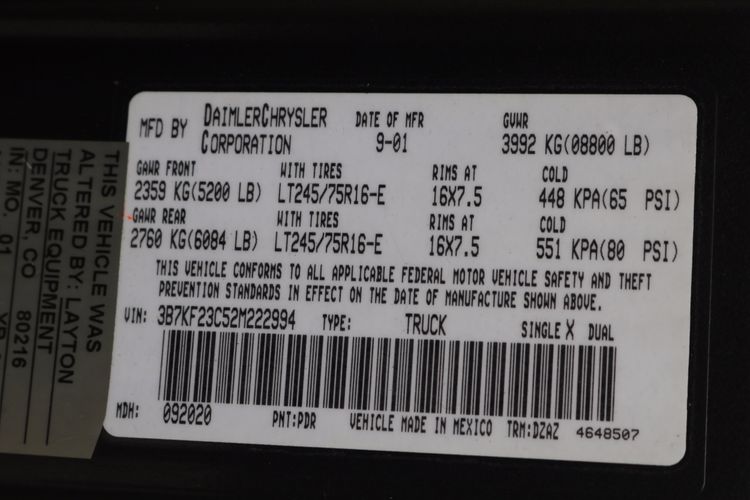 MFD BY DAIMLERCHRYSLER CORPORATION DATE OF MFR 9-01 GVWR 3992 KG(08800 LB)
GAWR FRONT WITH TIRES RIMS AT COLD
2359 KG(5200 LB) LT245/75R16-E 16X7.5 448 KPA(65 PSI)
GAWR REAR WITH TIRES RIMS AT COLD
2760 KG(6084 LB) LT245/75R16-E 16X7.5 551 KPA(80 PSI)
THIS VEHICLE CONFORMS TO ALL APPLICABLE FEDERAL MOTOR VEHICLE SAFETY AND THEFT
PREVENTION STANDARDS IN EFFECT ON THE DATE OF MANUFACTURE SHOWN ABOVE.
VIN: 3B7KF23C52M222994 TYPE: TRUCK SINGLE X DUAL
MDH: 092020 PNT:PDR VEHICLE MADE IN MEXICO TRM:DZAZ 4648507
THIS VEHICLE WAS
ALTERED BY: LAYTON
TRUCK EQUIPMENT
DENVER, CO 80216
IN: MO. 01